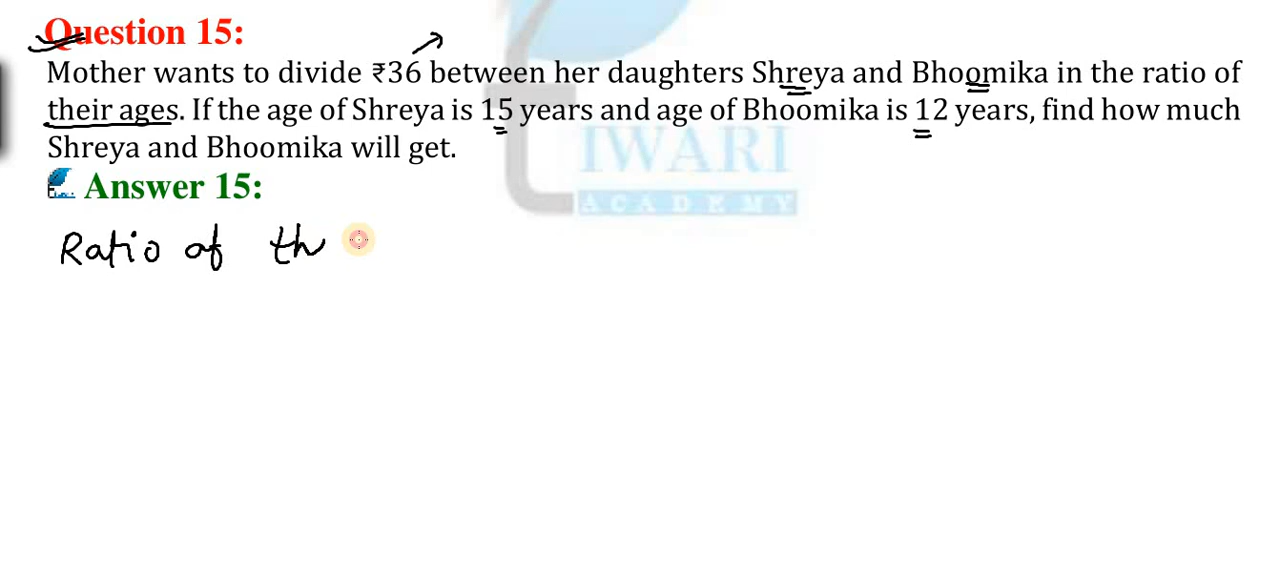 Question 15:
Mother wants to divide ₹36 between her daughters Shreya and Bhoomika in the ratio of
their ages. If the age of Shreya is 15 years and age of Bhoomika is 12 years, find how much
Shreya and Bhoomika will get.
IWARI
ACADEMY
Answer 15:
Ratio of th